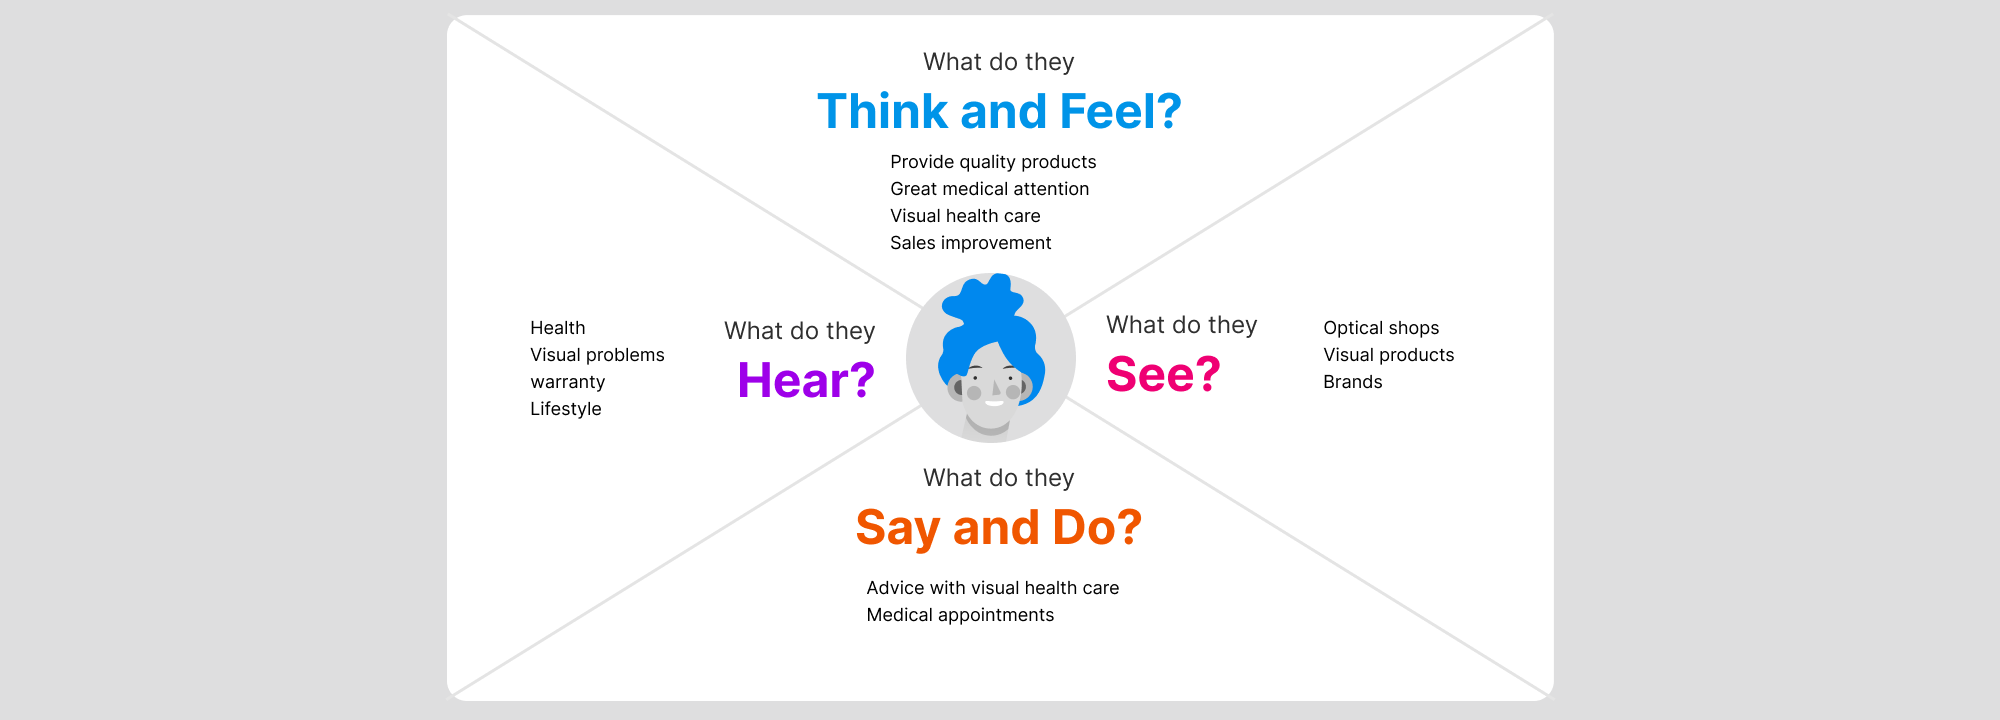 What do they
Think and Feel?
Provide quality products
Great medical attention
Visual health care
Sales improvement
Health
Visual problems
warranty
Lifestyle
What do they
Hear?
What do they
See?
Optical shops
Visual products
Brands
What do they
Say and Do?
Advice with visual health care
Medical appointments